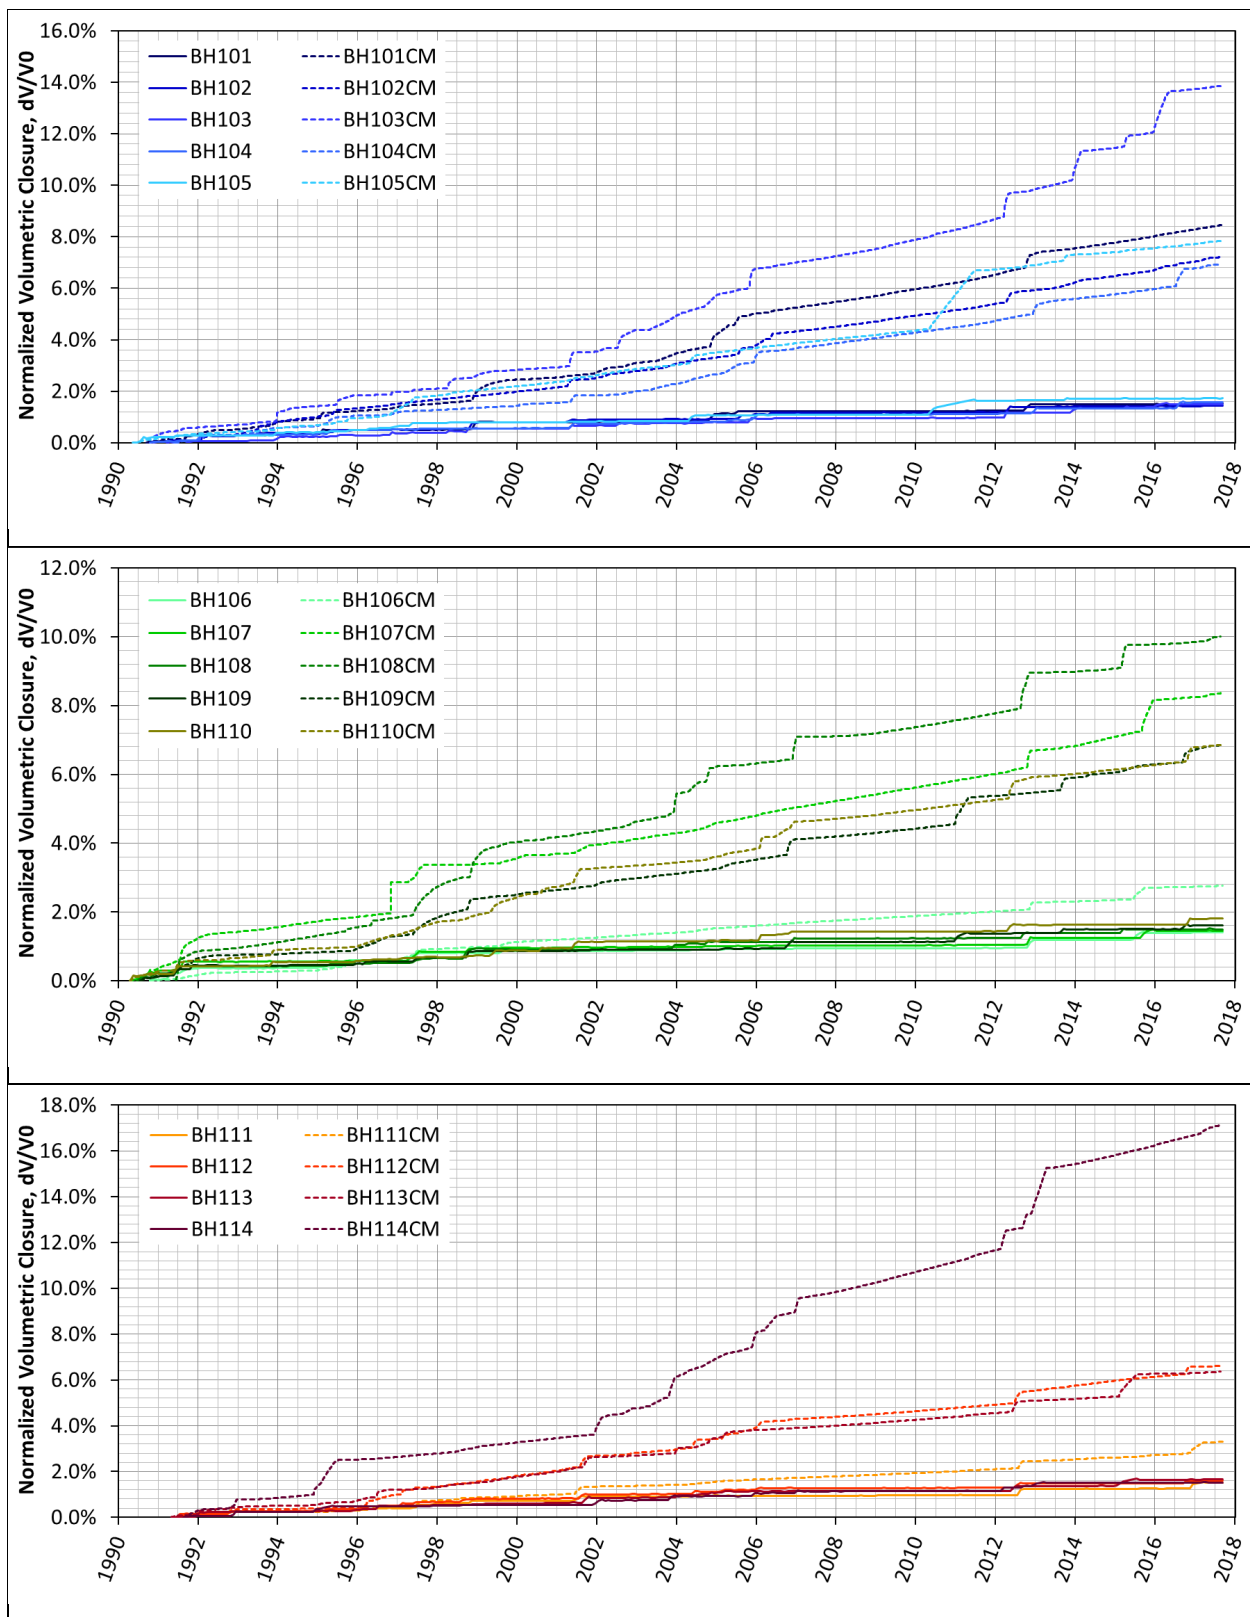 Normalized Volumetric Closure, dV/V0
16.0%
14.0%
12.0%
10.0%
8.0%
6.0%
4.0%
2.0%
0.0%
BH101 BH101CM
BH102 BH102CM
BH103 BH103CM
BH104 BH104CM
BH105 BH105CM
1990 1992 1994 1996 1998 2000 2002 2004 2006 2008 2010 2012 2014 2016 2018
Normalized Volumetric Closure, dV/V0
12.0%
10.0%
8.0%
6.0%
4.0%
2.0%
0.0%
BH106 BH106CM
BH107 BH107CM
BH108 BH108CM
BH109 BH109CM
BH110 BH110CM
1990 1992 1994 1996 1998 2000 2002 2004 2006 2008 2010 2012 2014 2016 2018
Normalized Volumetric Closure, dV/V0
18.0%
16.0%
14.0%
12.0%
10.0%
8.0%
6.0%
4.0%
2.0%
0.0%
BH111 BH111CM
BH112 BH112CM
BH113 BH113CM
BH114 BH114CM
1990 1992 1994 1996 1998 2000 2002 2004 2006 2008 2010 2012 2014 2016 2018